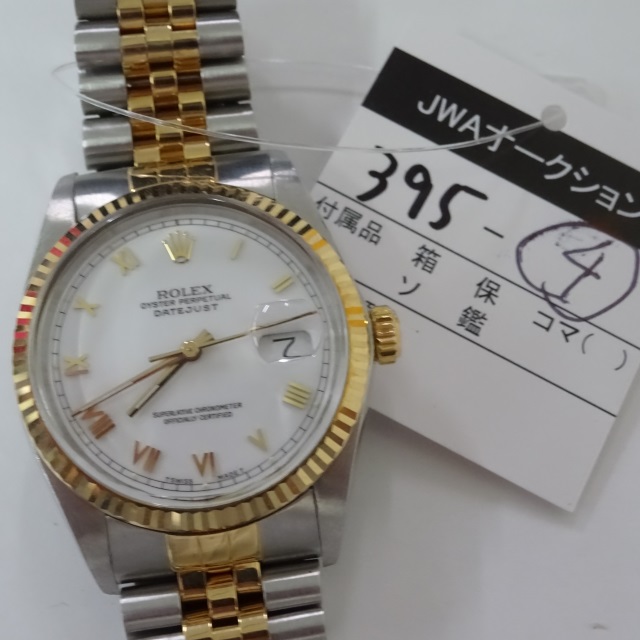 ROLEX
OYSTER PERPETUAL
DATEJUST
SUPERLATIVE CHRONOMETER
OFFICIALLY CERTIFIED
JWAオークション
395-④
付属品 箱 保 コマ( )
ソ 鑑